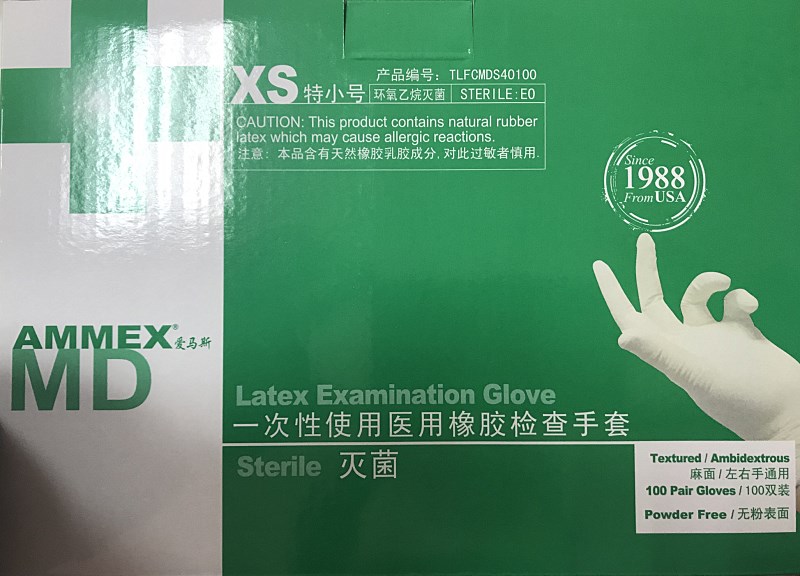 产品编号: TLFCMDS40100
XS 特小号 环氧乙烷灭菌 STERILE:EO
CAUTION: This product contains natural rubber
latex which may cause allergic reactions.
注意: 本品含有天然橡胶乳胶成分, 对此过敏者慎用.
Since
1988
From USA
AMMEX® 爱马斯
MD
Latex Examination Glove
一次性使用医用橡胶检查手套
Sterile 灭菌
Textured / Ambidextrous
麻面 / 左右手通用
100 Pair Gloves / 100双装
Powder Free / 无粉表面